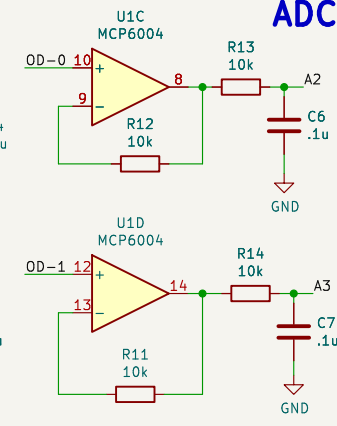 ADC
U1C
MCP6004
OD-0
10
+
9
−
8
R13
10k
A2
R12
10k
C6
.1u
GND
u
U1D
MCP6004
OD-1
12
+
13
−
14
R14
10k
A3
R11
10k
C7
.1u
GND